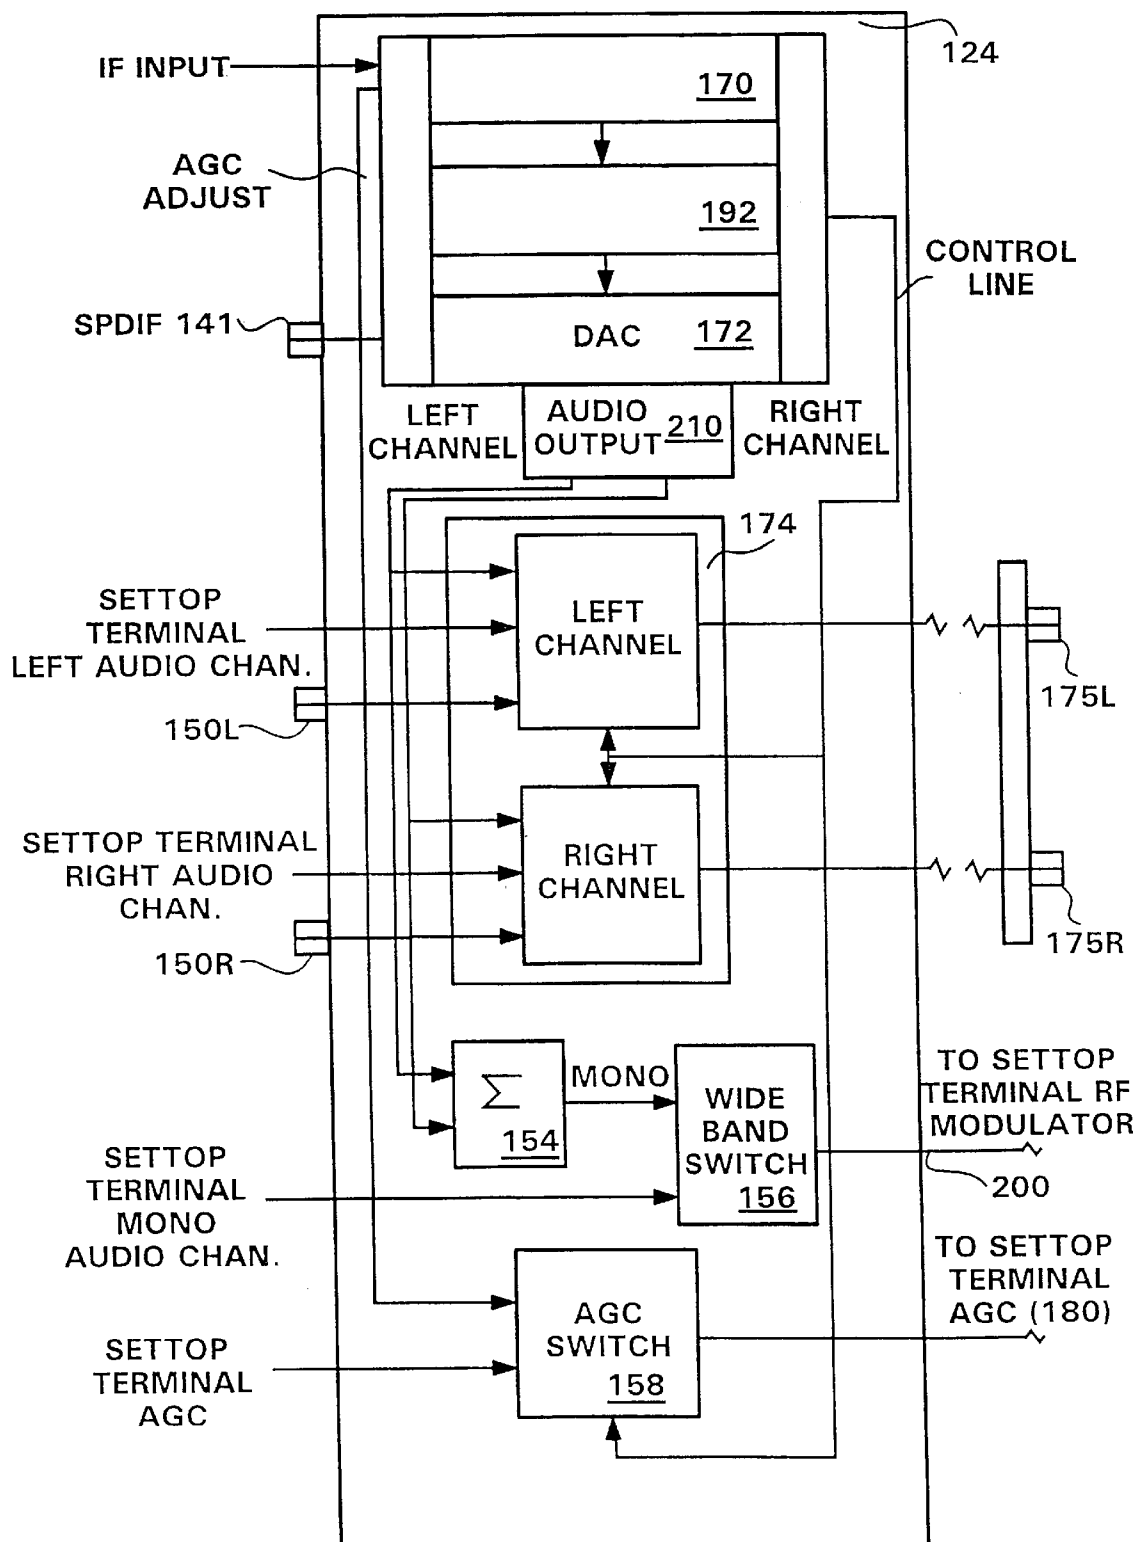 124
IF INPUT
170
AGC
ADJUST
192
CONTROL
LINE
SPDIF 141
DAC 172
LEFT
CHANNEL
AUDIO
OUTPUT 210
RIGHT
CHANNEL
174
SETTOP
TERMINAL
LEFT AUDIO CHAN.
LEFT
CHANNEL
150L
175L
SETTOP TERMINAL
RIGHT AUDIO
CHAN.
RIGHT
CHANNEL
150R
175R
Σ
154
MONO
WIDE
BAND
SWITCH
156
TO SETTOP
TERMINAL RF
MODULATOR
200
SETTOP
TERMINAL
MONO
AUDIO CHAN.
AGC
SWITCH
158
TO SETTOP
TERMINAL
AGC (180)
SETTOP
TERMINAL
AGC